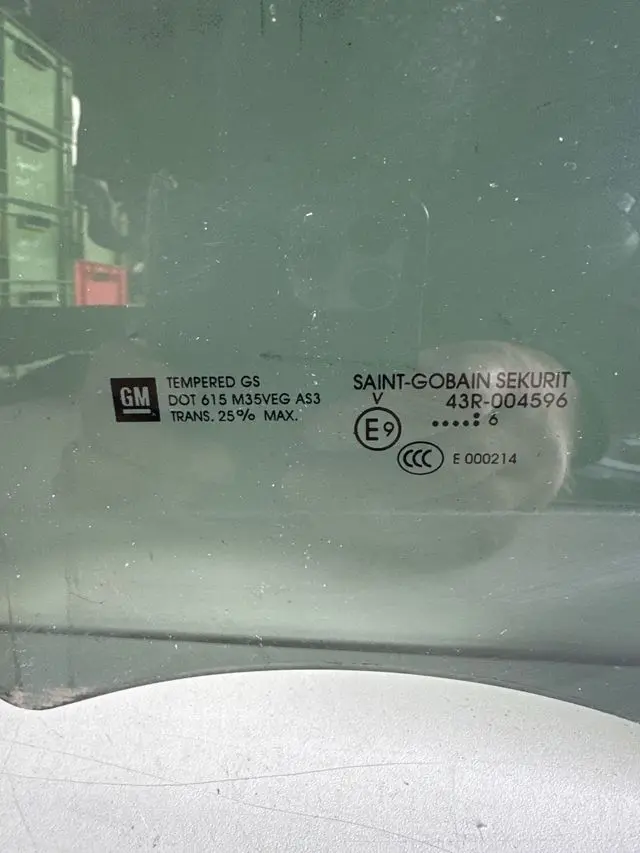 GM
TEMPERED GS
DOT 615 M35VEG AS3
TRANS. 25% MAX.
SAINT-GOBAIN SEKURIT
V
43R-004596
E9
•••••: 6
CCC
E 000214